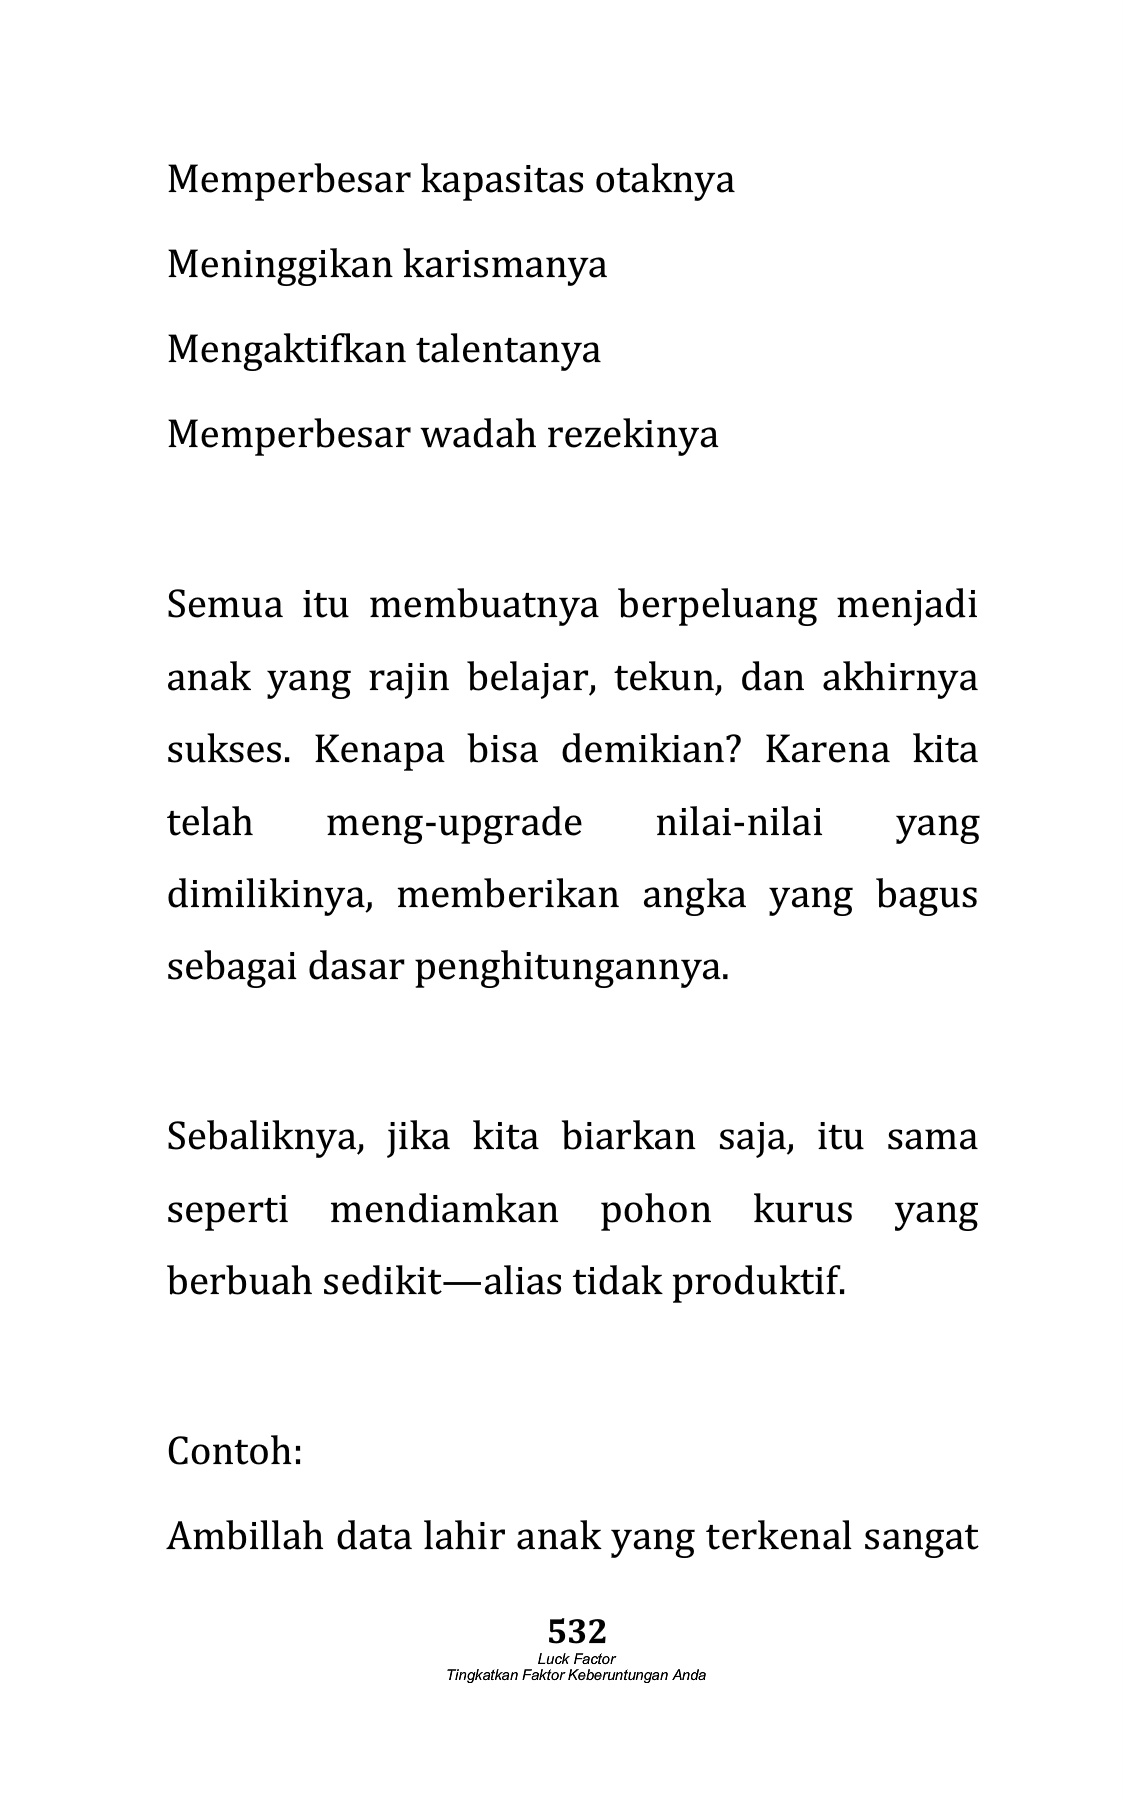 Memperbesar kapasitas otaknya
Meninggikan karismanya
Mengaktifkan talentanya
Memperbesar wadah rezekinya
Semua itu membuatnya berpeluang menjadi
anak yang rajin belajar, tekun, dan akhirnya
sukses. Kenapa bisa demikian? Karena kita
telah meng-upgrade nilai-nilai yang
dimilikinya, memberikan angka yang bagus
sebagai dasar penghitungannya.
Sebaliknya, jika kita biarkan saja, itu sama
seperti mendiamkan pohon kurus yang
berbuah sedikit—alias tidak produktif.
Contoh:
Ambillah data lahir anak yang terkenal sangat
532
Luck Factor
Tingkatkan Faktor Keberuntungan Anda